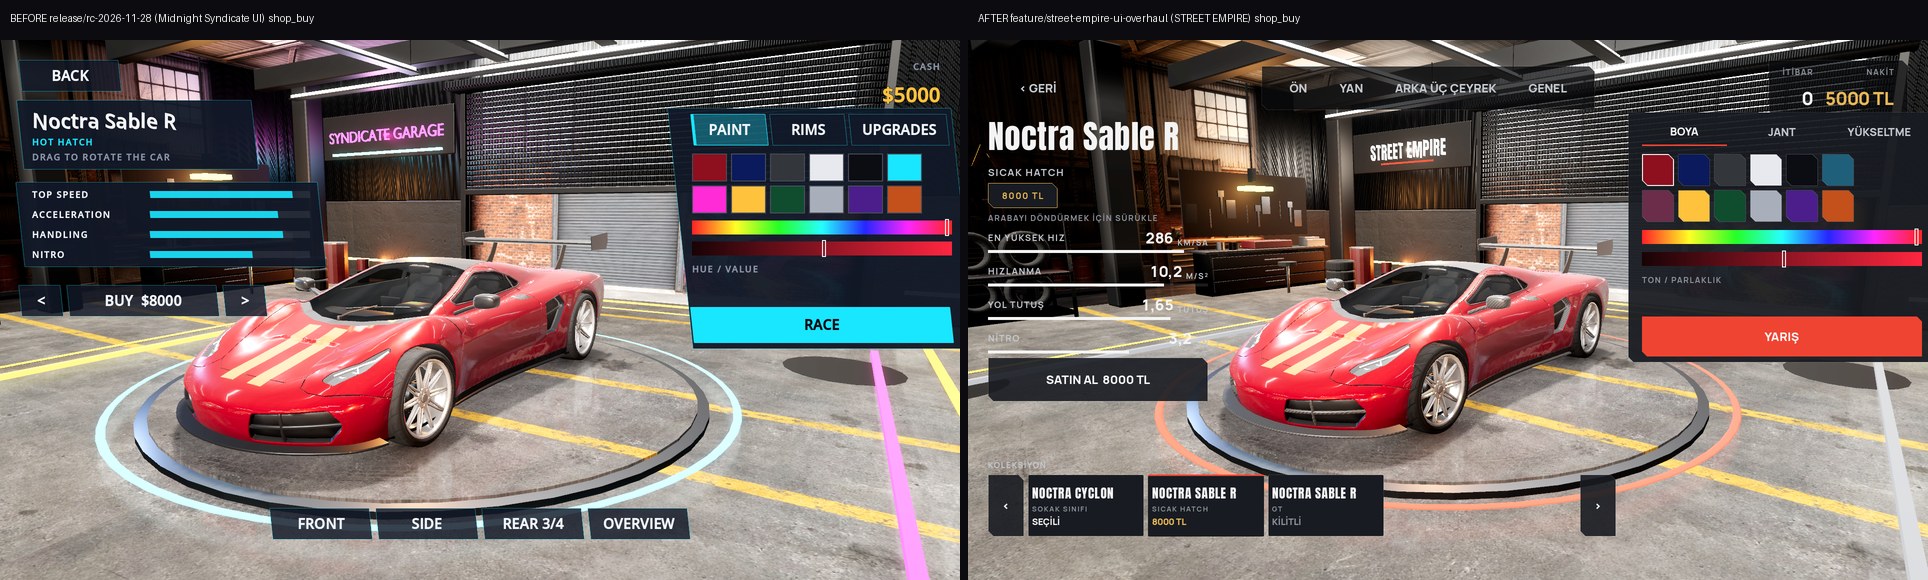 BEFORE release/rc-2026-11-28 (Midnight Syndicate UI) shop_buy
BACK
CASH
$5000
Noctra Sable R
HOT HATCH
DRAG TO ROTATE THE CAR
TOP SPEED
ACCELERATION
HANDLING
NITRO
< BUY $8000 >
SYNDICATE GARAGE
PAINT RIMS UPGRADES
HUE / VALUE
RACE
FRONT SIDE REAR 3/4 OVERVIEW
AFTER feature/street-empire-ui-overhaul (STREET EMPIRE) shop_buy
‹ GERİ
ÖN YAN ARKA ÜÇ ÇEYREK GENEL
İTİBAR NAKİT
0 5000 TL
Noctra Sable R
SICAK HATCH
8000 TL
ARABAYI DÖNDÜRMEK İÇİN SÜRÜKLE
EN YÜKSEK HIZ 286 KM/SA
HIZLANMA 10,2 M/S²
YOL TUTUŞ 1,65
NİTRO 3,2
SATIN AL 8000 TL
STREET EMPIRE
BOYA JANT YÜKSELTME
TON / PARLAKLIK
YARIŞ
KOLEKSİYON
‹
NOCTRA CYCLON
SOKAK SINIFI
SEÇİLİ
NOCTRA SABLE R
SICAK HATCH
8000 TL
NOCTRA SABLE R
GT
KİLİTLİ
›